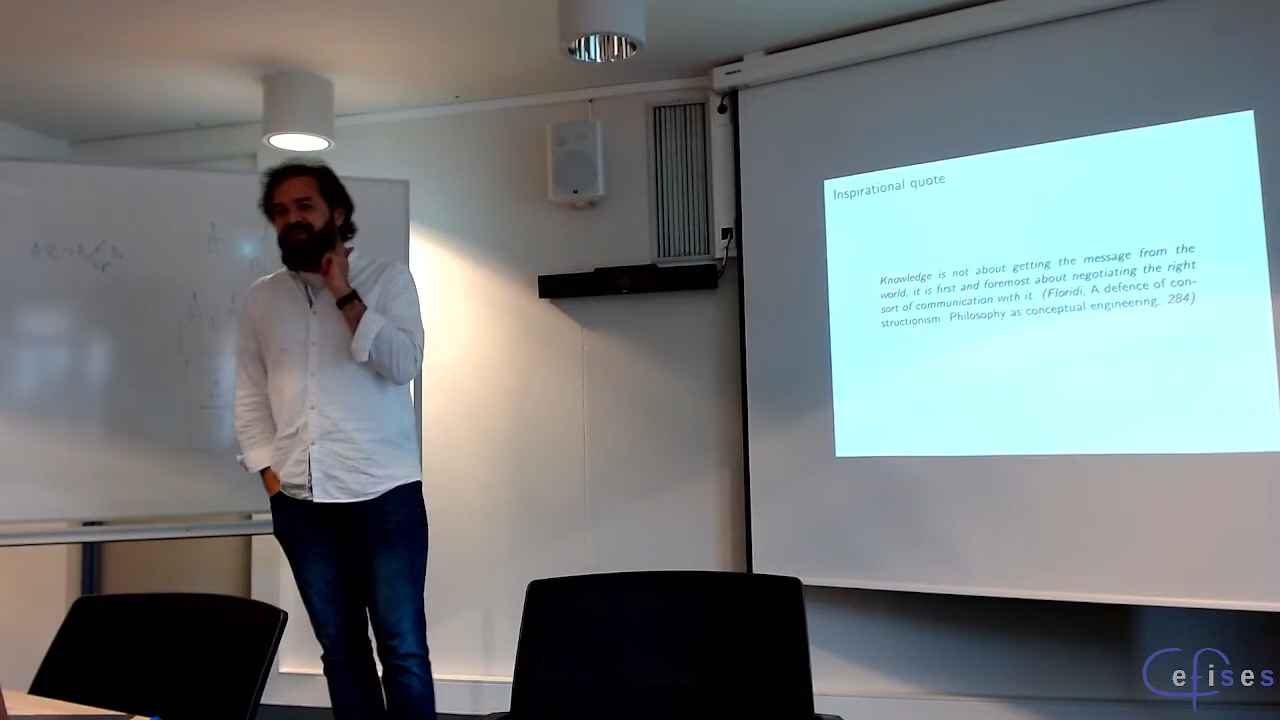 Inspirational quote
Knowledge is not about getting the message from the
world, it is first and foremost about negotiating the right
sort of communication with it. (Floridi, A defence of con-
structionism. Philosophy as conceptual engineering, 284)
Cefises